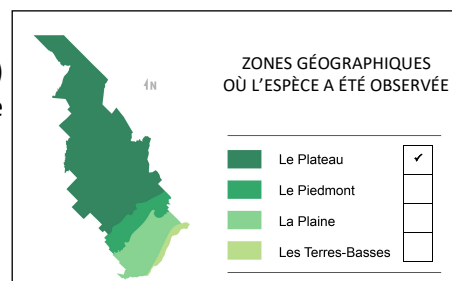 )
e
N
ZONES GÉOGRAPHIQUES
OÙ L'ESPÈCE A ÉTÉ OBSERVÉE
Le Plateau ✓
Le Piedmont
La Plaine
Les Terres-Basses